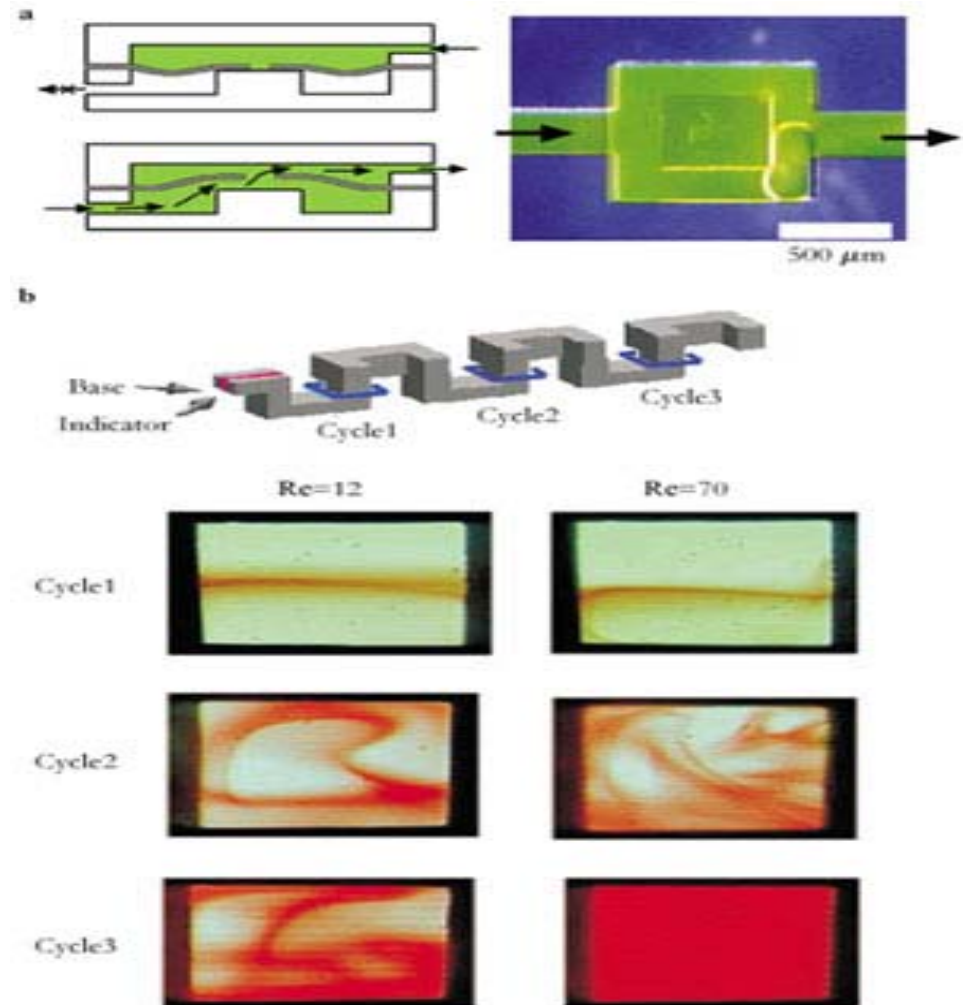 a
500 μm
b
Base
Indicator
Cycle1
Cycle2
Cycle3
Re=12
Re=70
Cycle1
Cycle2
Cycle3